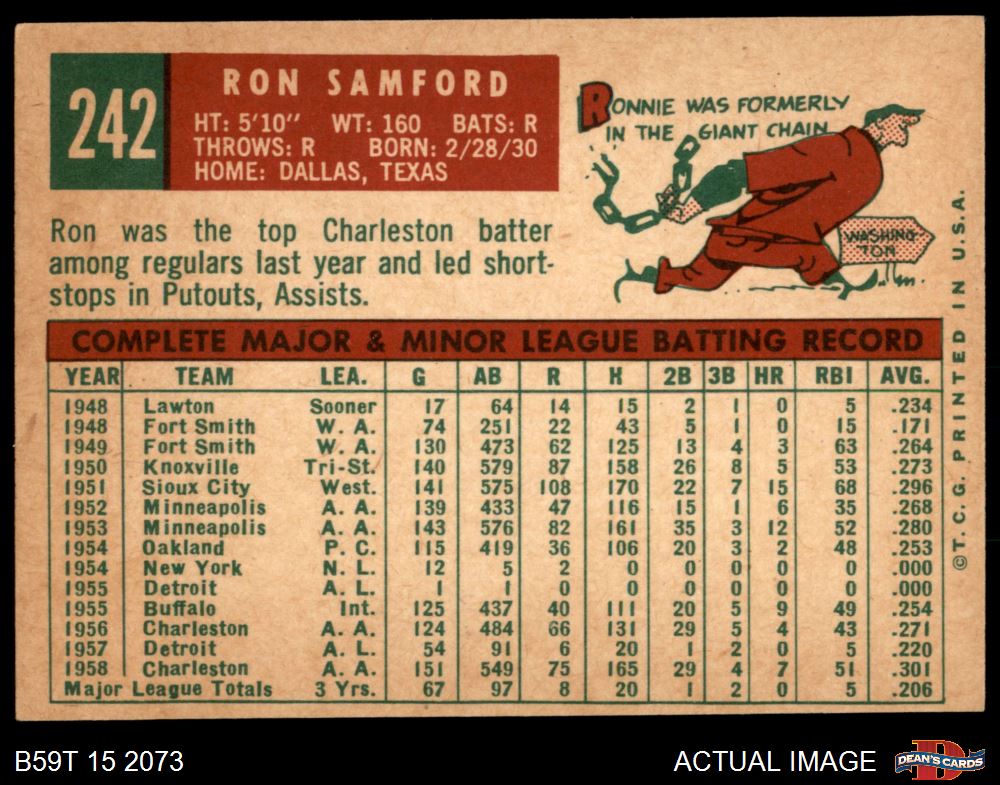 242
RON SAMFORD
HT: 5'10" WT: 160 BATS: R
THROWS: R BORN: 2/28/30
HOME: DALLAS, TEXAS
RONNIE WAS FORMERLY
IN THE GIANT CHAIN
WASHING
TON
Ron was the top Charleston batter
among regulars last year and led short-
stops in Putouts, Assists.
COMPLETE MAJOR & MINOR LEAGUE BATTING RECORD
YEAR TEAM LEA. G AB R H 2B 3B HR RBI AVG.
1948 Lawton Sooner 17 64 14 15 2 1 0 5 .234
1948 Fort Smith W. A. 74 251 22 43 5 1 0 15 .171
1949 Fort Smith W. A. 130 473 62 125 13 4 3 63 .264
1950 Knoxville Tri-St. 140 579 87 158 26 8 5 53 .273
1951 Sioux City West. 141 575 108 170 22 7 15 68 .296
1952 Minneapolis A. A. 139 433 47 116 15 1 6 35 .268
1953 Minneapolis A. A. 143 576 82 161 35 3 12 52 .280
1954 Oakland P. C. 115 419 36 106 20 3 2 48 .253
1954 New York N. L. 12 5 2 0 0 0 0 0 .000
1955 Detroit A. L. 1 1 0 0 0 0 0 0 .000
1955 Buffalo Int. 125 437 40 111 20 5 9 49 .254
1956 Charleston A. A. 124 484 66 131 29 5 4 43 .271
1957 Detroit A. L. 54 91 6 20 1 2 0 5 .220
1958 Charleston A. A. 151 549 75 165 29 4 7 51 .301
Major League Totals 3 Yrs. 67 97 8 20 1 2 0 5 .206
©T. C. G. PRINTED IN U.S.A.
B59T 15 2073
ACTUAL IMAGE
D
DEAN'S CARDS